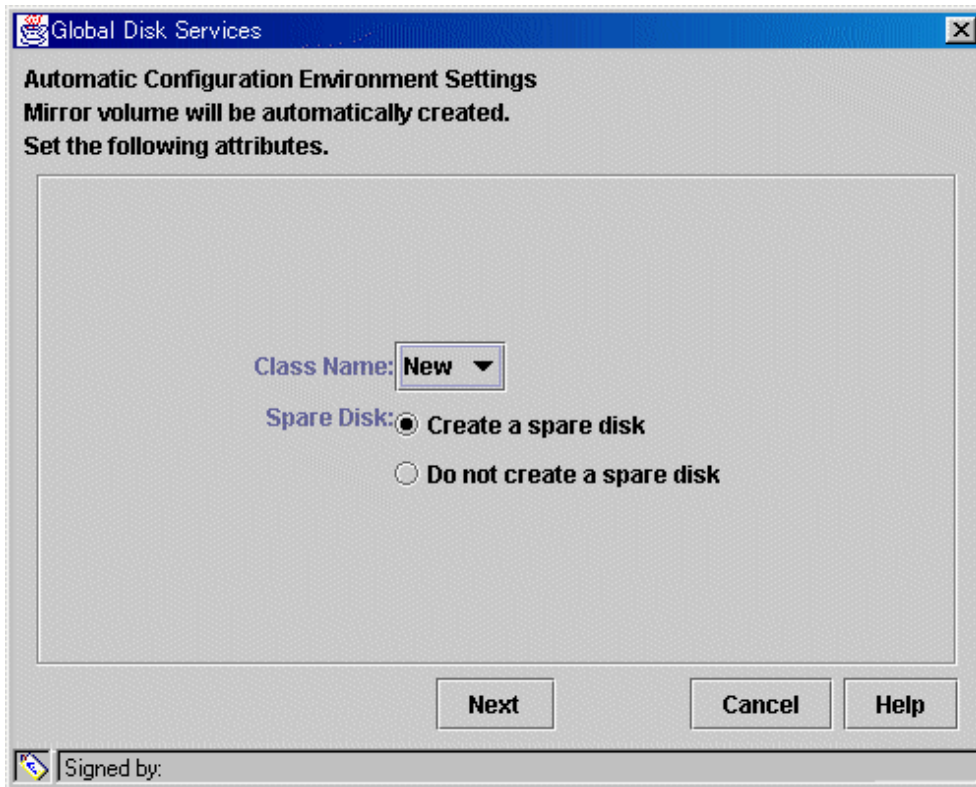 Global Disk Services
Automatic Configuration Environment Settings
Mirror volume will be automatically created.
Set the following attributes.
Class Name: New
Spare Disk: Create a spare disk
Do not create a spare disk
Next Cancel Help
Signed by: